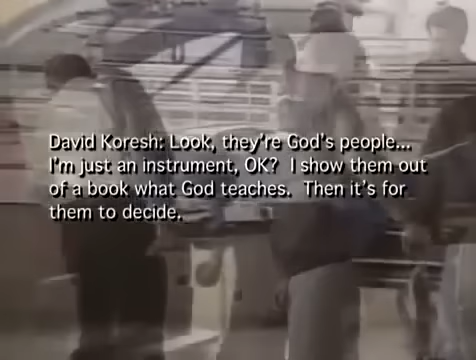 David Koresh: Look, they're God's people...
I'm just an instrument, OK?  I show them out
of a book what God teaches.  Then it's for
them to decide.